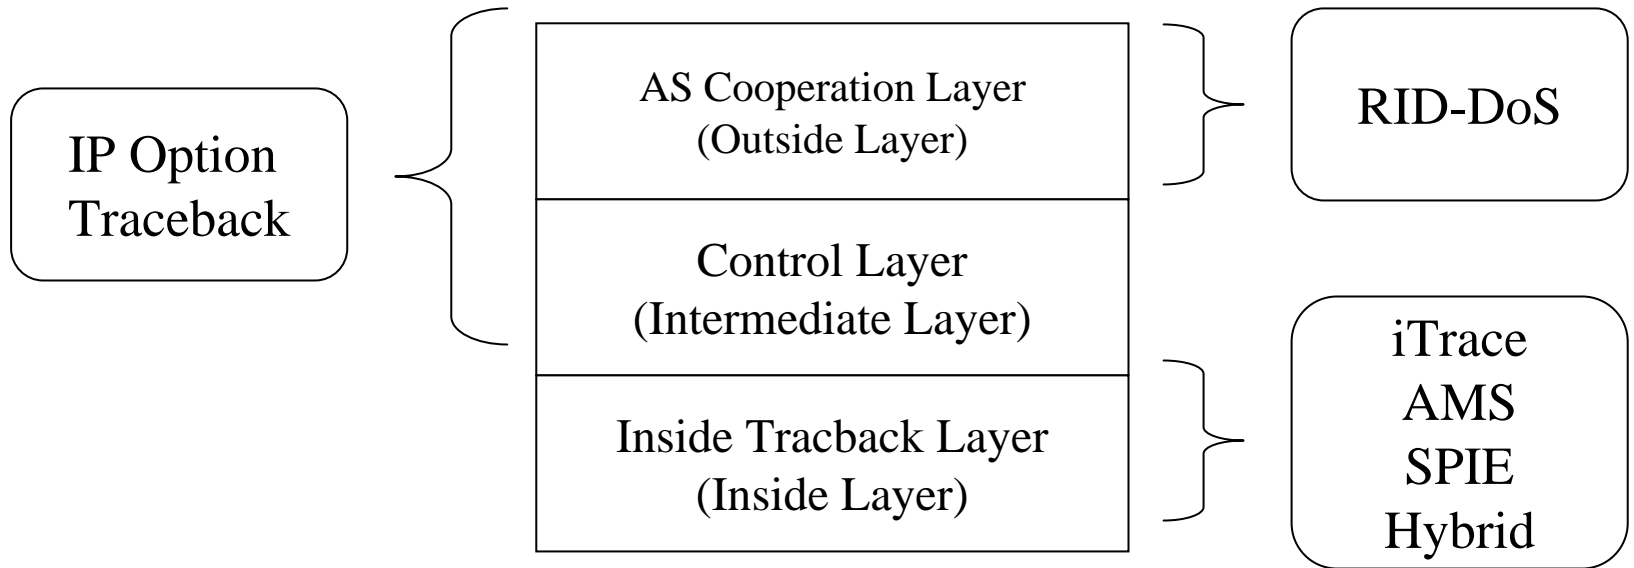 IP Option
Traceback
AS Cooperation Layer
(Outside Layer)
Control Layer
(Intermediate Layer)
Inside Tracback Layer
(Inside Layer)
RID-DoS
iTrace
AMS
SPIE
Hybrid